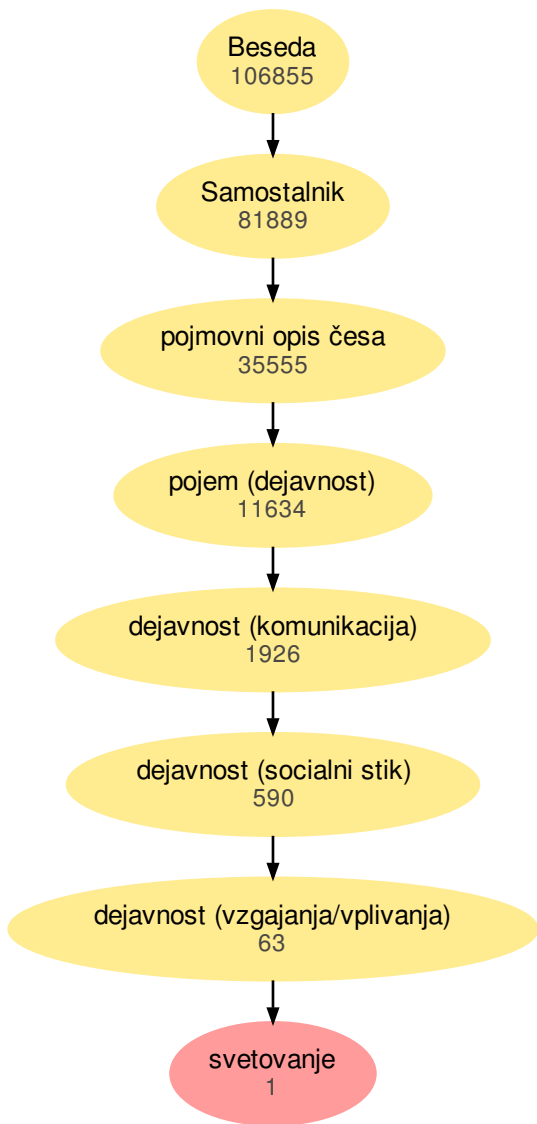 Beseda
106855
Samostalnik
81889
pojmovni opis česa
35555
pojem (dejavnost)
11634
dejavnost (komunikacija)
1926
dejavnost (socialni stik)
590
dejavnost (vzgajanja/vplivanja)
63
svetovanje
1